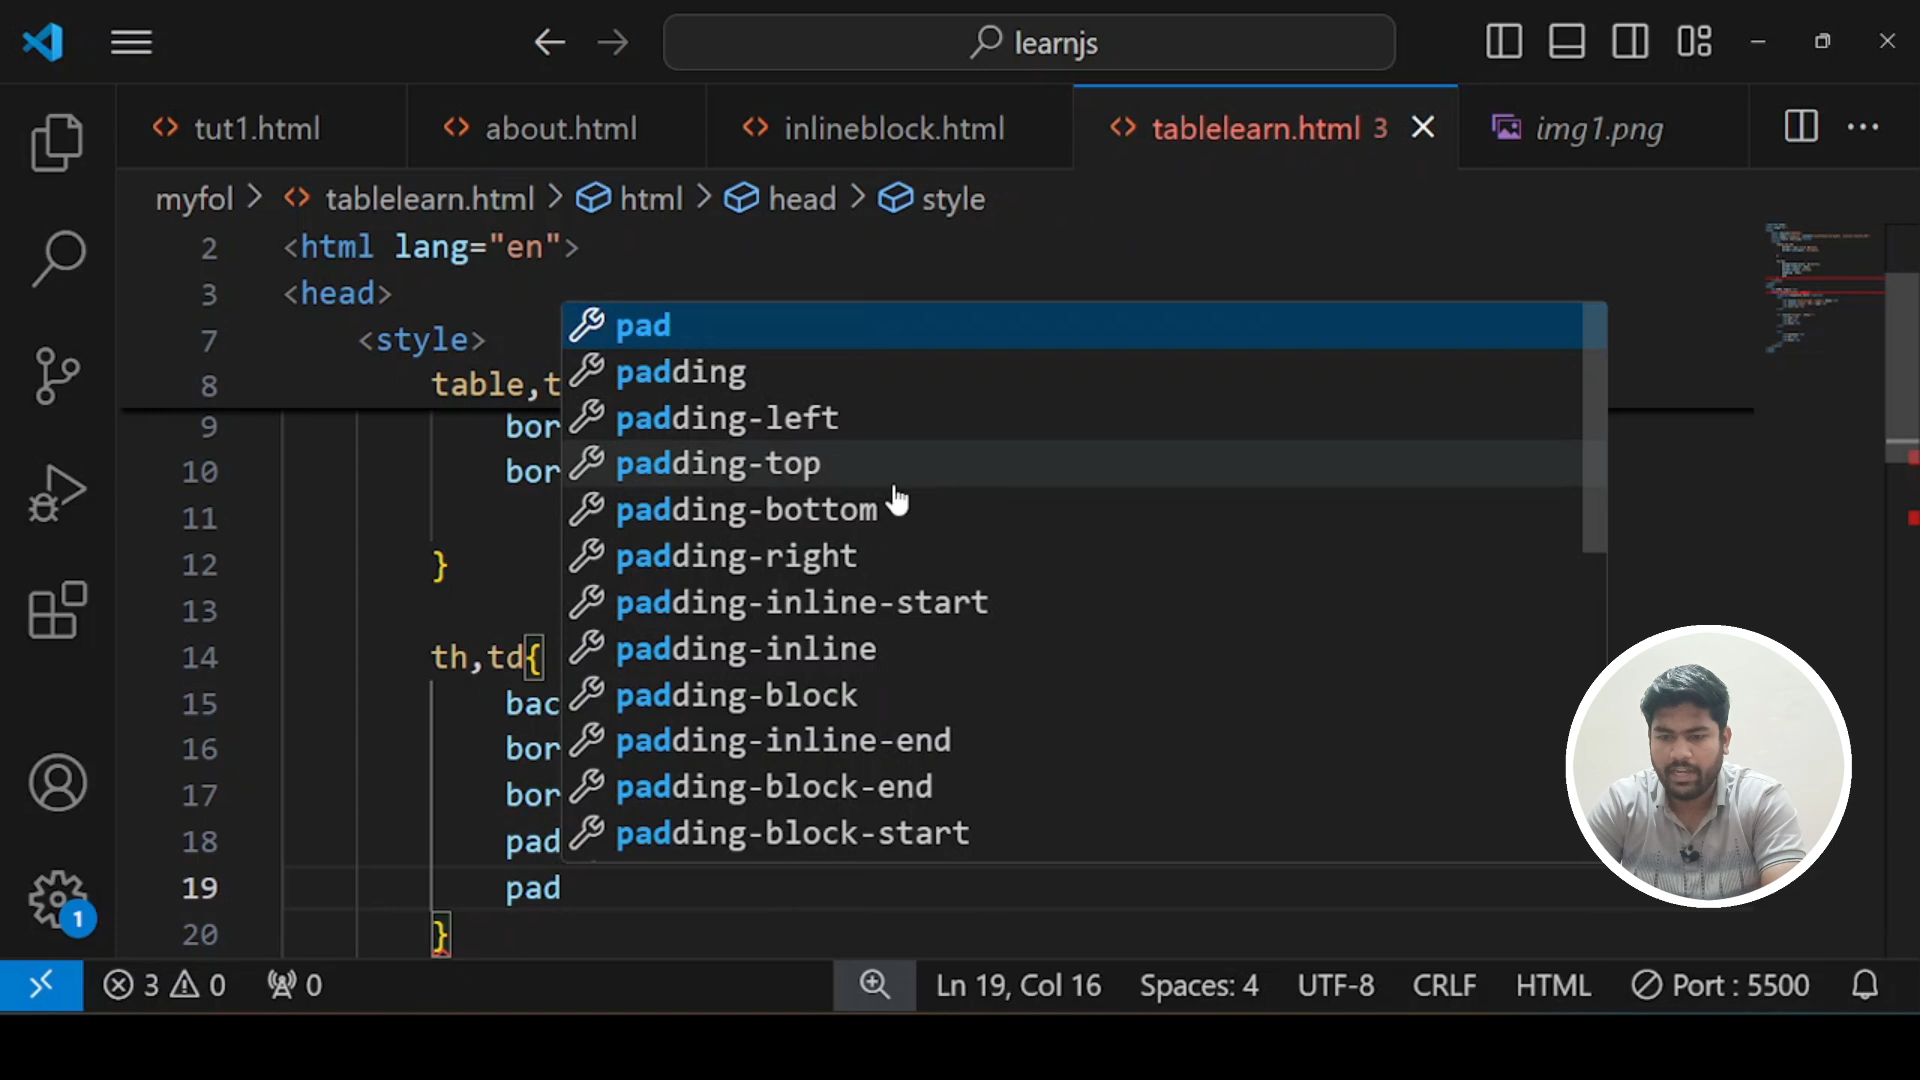 learnjs
tut1.html
about.html
inlineblock.html
tablelearn.html 3
img1.png
myfol > tablelearn.html > html > head > style
2 <html lang="en">
3 <head>
7 <style>
8 table,t
9 bor
10 bor
11
12 }
13
14 th,td{
15 bac
16 bor
17 bor
18 pad
19 pad
20 }
pad
padding
padding-left
padding-top
padding-bottom
padding-right
padding-inline-start
padding-inline
padding-block
padding-inline-end
padding-block-end
padding-block-start
1
3 0 0 Ln 19, Col 16 Spaces: 4 UTF-8 CRLF HTML Port : 5500